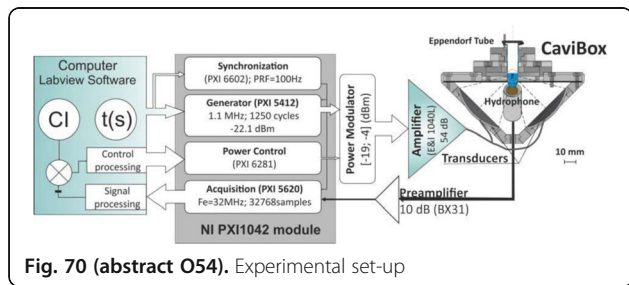 Computer
Labview Software
CI
t(s)
Control
processing
Signal
processing
Synchronization
(PXI 6602); PRF=100Hz
Generator (PXI 5412)
1.1 MHz; 1250 cycles
-22.1 dBm
Power Control
(PXI 6281)
Acquisition (PXI 5620)
Fe=32MHz; 32768samples
NI PXI1042 module
Power Modulator
[-19; -4] (dBm)
Amplifier
(E&I 1040L)
54 dB
Eppendorf Tube
CaviBox
Hydrophone
Transducers
10 mm
Preamplifier
10 dB (BX31)
Fig. 70 (abstract O54). Experimental set-up